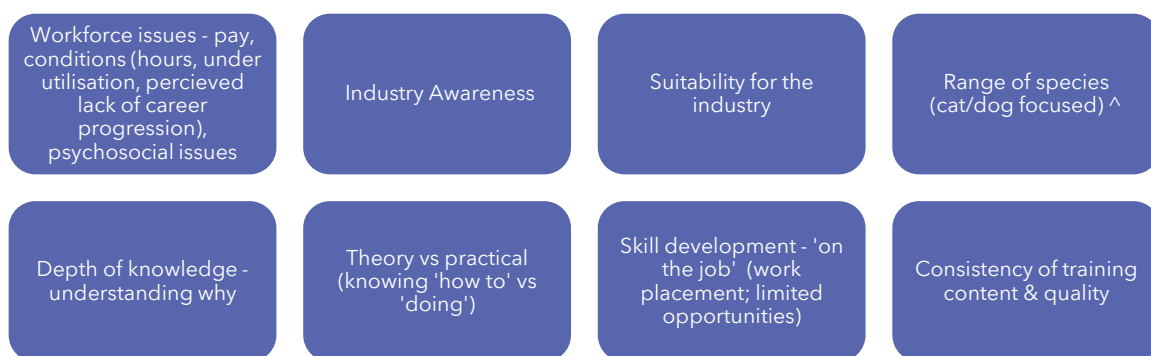 Workforce issues - pay,
conditions (hours, under
utilisation, percieved
lack of career
progression),
psychosocial issues
Industry Awareness
Suitability for the
industry
Range of species
(cat/dog focused) ^
Depth of knowledge -
understanding why
Theory vs practical
(knowing 'how to' vs
'doing')
Skill development - 'on
the job'  (work
placement; limited
opportunities)
Consistency of training
content & quality